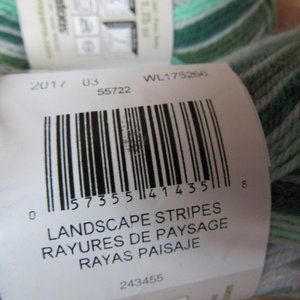 2017 03
55722 WL175266
0 57355 41435 8
LANDSCAPE STRIPES
RAYURES DE PAYSAGE
RAYAS PAISAJE
243455